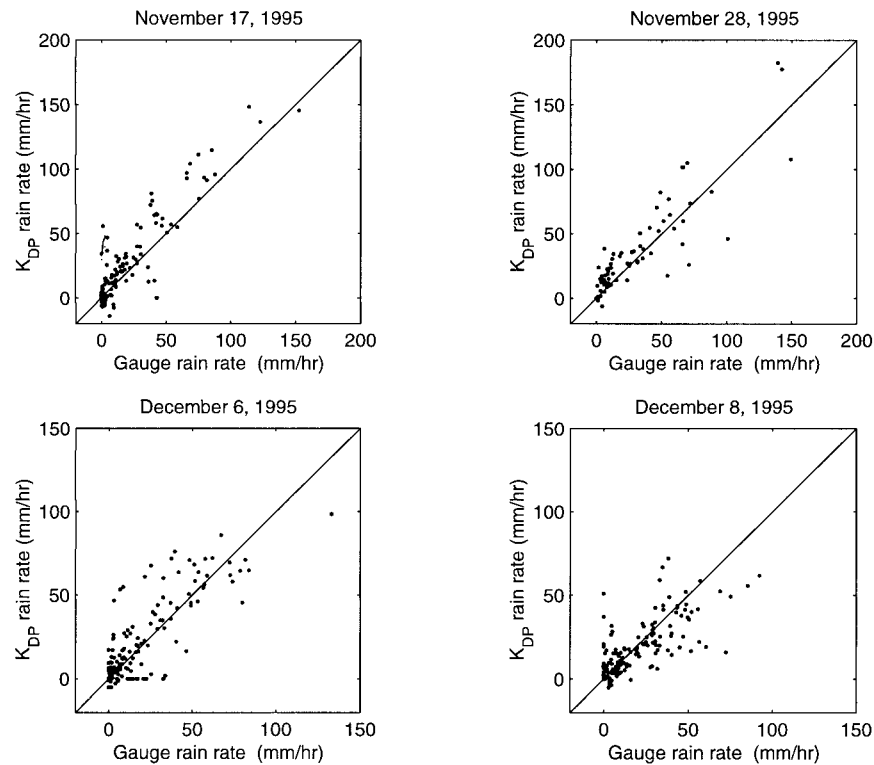 November 17, 1995
200
150
100
50
0
K_DP rain rate (mm/hr)
0 50 100 150 200
Gauge rain rate (mm/hr)
November 28, 1995
200
150
100
50
0
K_DP rain rate (mm/hr)
0 50 100 150 200
Gauge rain rate (mm/hr)
December 6, 1995
150
100
50
0
K_DP rain rate (mm/hr)
0 50 100 150
Gauge rain rate (mm/hr)
December 8, 1995
150
100
50
0
K_DP rain rate (mm/hr)
0 50 100 150
Gauge rain rate (mm/hr)